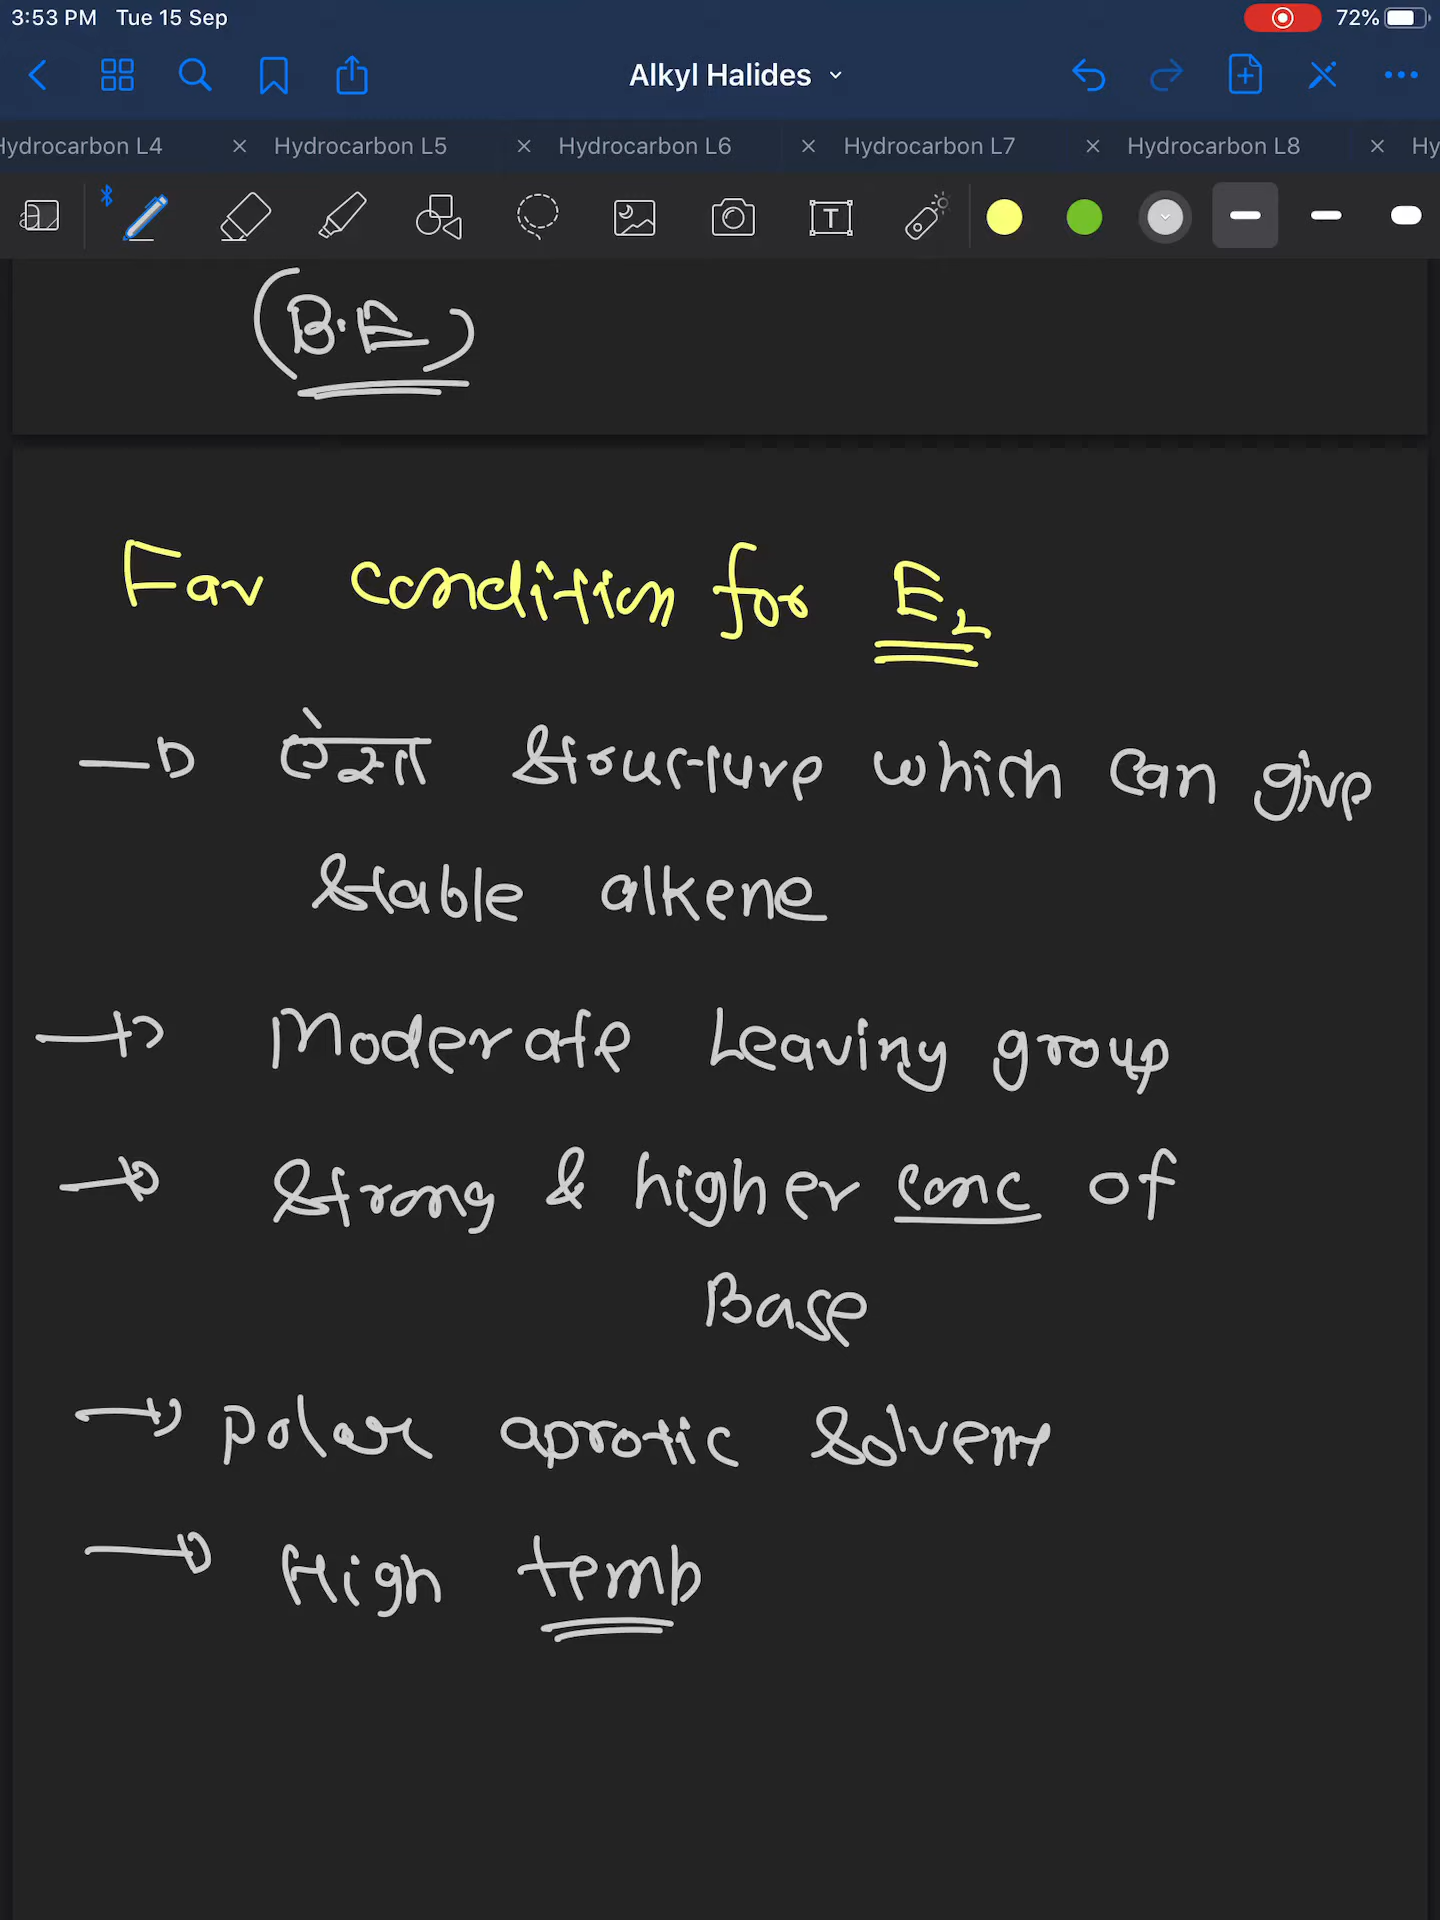 3:53 PM Tue 15 Sep 72%
Alkyl Halides
Hydrocarbon L4 Hydrocarbon L5 Hydrocarbon L6 Hydrocarbon L7 Hydrocarbon L8 Hy
(B.E)
Fav condition for E2
ऐसा structure which can give
stable alkene
Moderate Leaving group
Strong & higher conc of
Base
Polar aprotic solvent
High temp